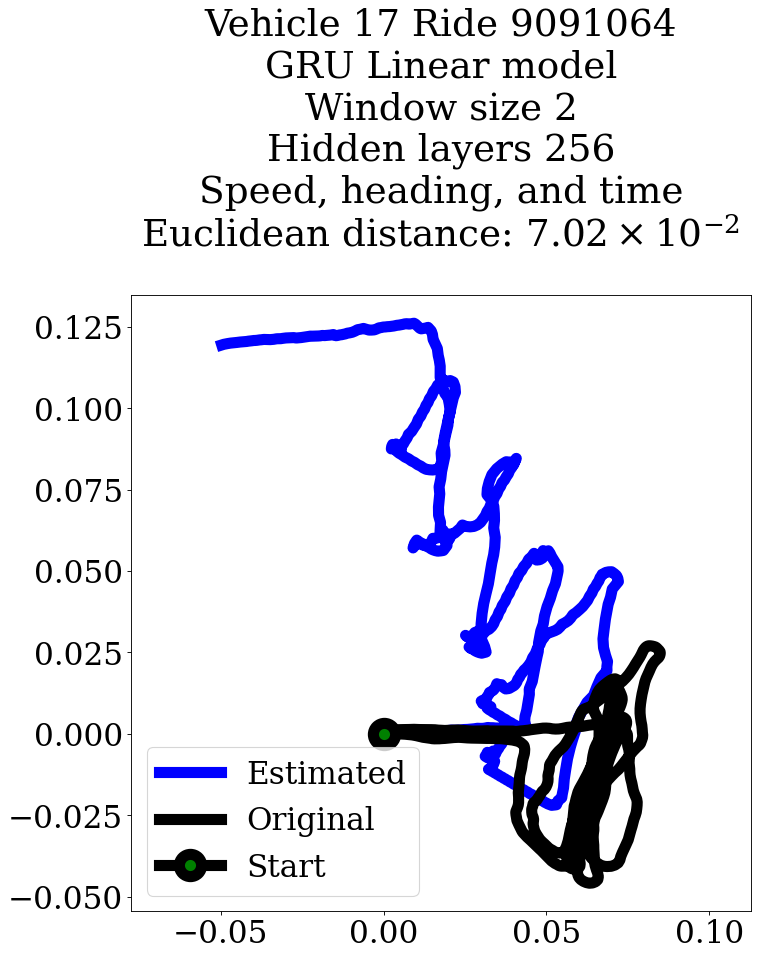 Vehicle 17 Ride 9091064
GRU Linear model
Window size 2
Hidden layers 256
Speed, heading, and time
Euclidean distance: 7.02 × 10⁻²
0.125
0.100
0.075
0.050
0.025
0.000
−0.025
−0.050
Estimated
Original
Start
−0.05
0.00
0.05
0.10